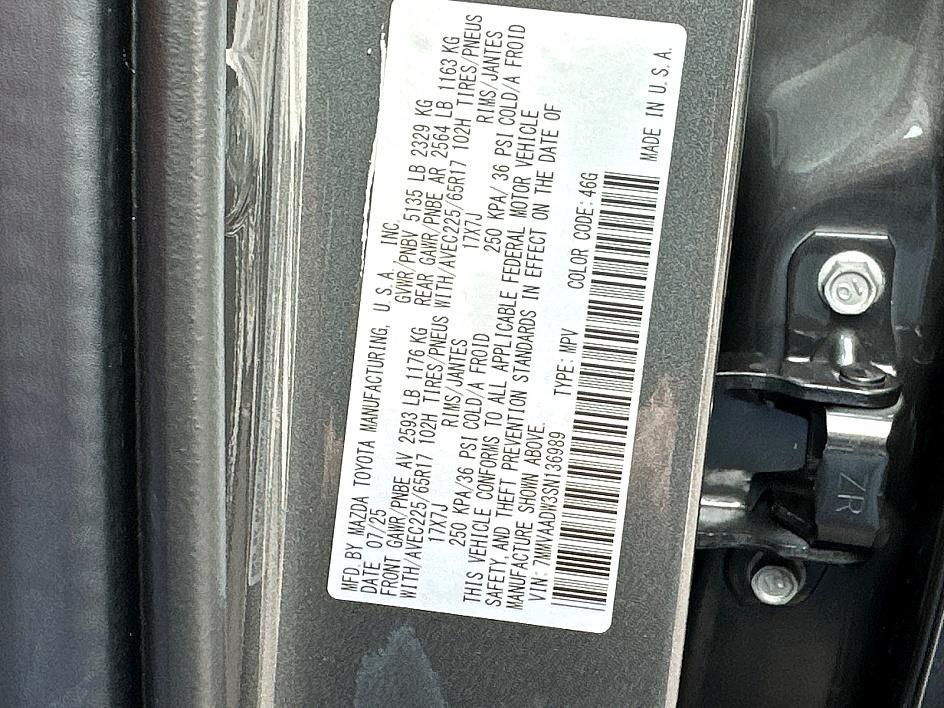 MFD. BY MAZDA TOYOTA MANUFACTURING, U.S.A., INC.
DATE 07/25 GVWR/PNBV 5135 LB 2329 KG
FRONT GAWR/PNBE AV 2593 LB 1176 KG REAR GAWR/PNBE AR 2564 LB 1163 KG
WITH/AVEC225/65R17 102H TIRES/PNEUS WITH/AVEC225/65R17 102H TIRES/PNEUS
17X7J RIMS/JANTES 17X7J RIMS/JANTES
250 KPA/36 PSI COLD/A FROID 250 KPA/ 36 PSI COLD/A FROID
THIS VEHICLE CONFORMS TO ALL APPLICABLE FEDERAL MOTOR VEHICLE
SAFETY, AND THEFT PREVENTION STANDARDS IN EFFECT ON THE DATE OF
MANUFACTURE SHOWN ABOVE.
VIN: 7MMVAADW3SN136989 TYPE: MPV COLOR CODE: 46G
MADE IN U.S.A.
ZR